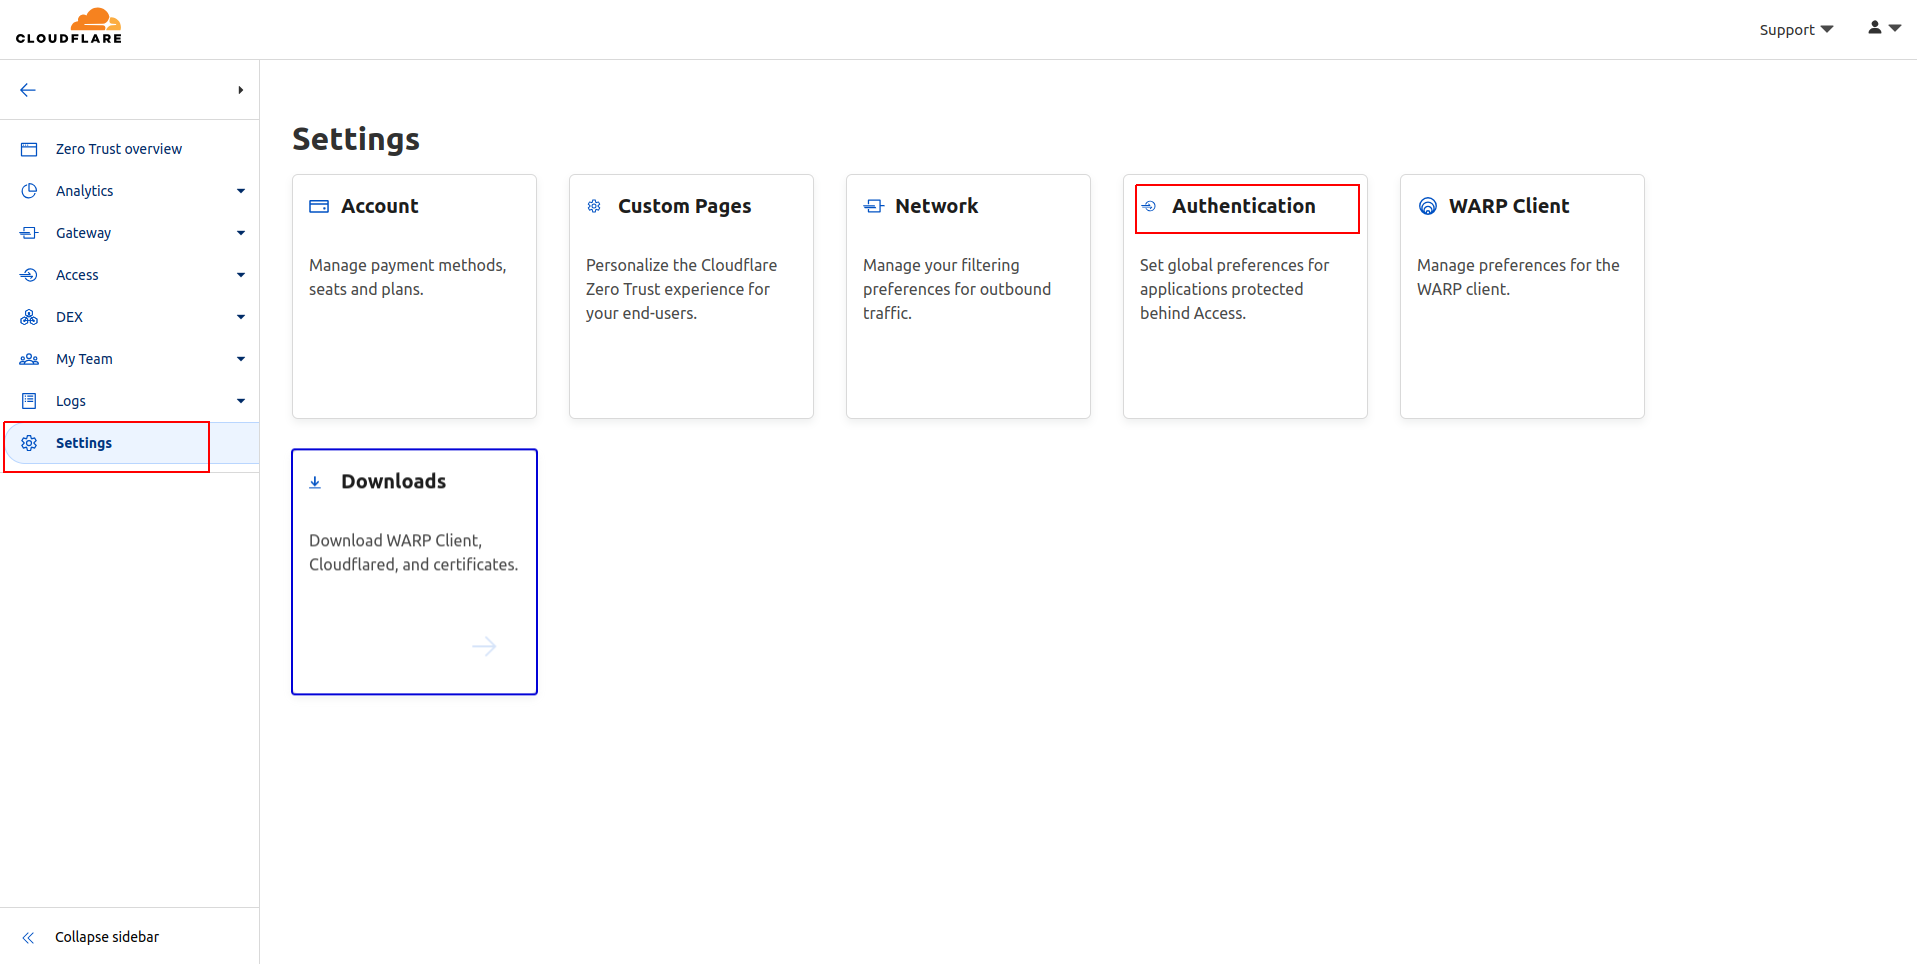 CLOUDFLARE
Support
Zero Trust overview
Analytics
Gateway
Access
DEX
My Team
Logs
Settings
Collapse sidebar
Settings
Account
Manage payment methods,
seats and plans.
Custom Pages
Personalize the Cloudflare
Zero Trust experience for
your end-users.
Network
Manage your filtering
preferences for outbound
traffic.
Authentication
Set global preferences for
applications protected
behind Access.
WARP Client
Manage preferences for the
WARP client.
Downloads
Download WARP Client,
Cloudflared, and certificates.